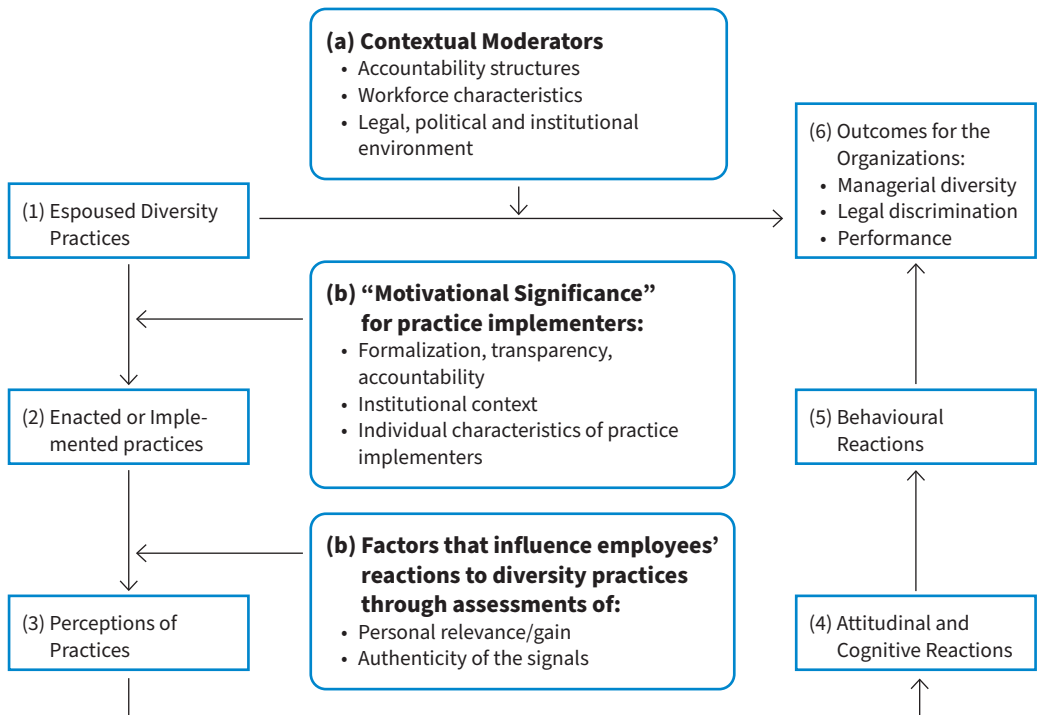 (a) Contextual Moderators
• Accountability structures
• Workforce characteristics
• Legal, political and institutional
environment
(6) Outcomes for the
Organizations:
• Managerial diversity
• Legal discrimination
• Performance
(1) Espoused Diversity
Practices
(b) “Motivational Significance”
for practice implementers:
• Formalization, transparency,
accountability
• Institutional context
• Individual characteristics of practice
implementers
(2) Enacted or Imple-
mented practices
(5) Behavioural
Reactions
(b) Factors that influence employees’
reactions to diversity practices
through assessments of:
• Personal relevance/gain
• Authenticity of the signals
(3) Perceptions of
Practices
(4) Attitudinal and
Cognitive Reactions